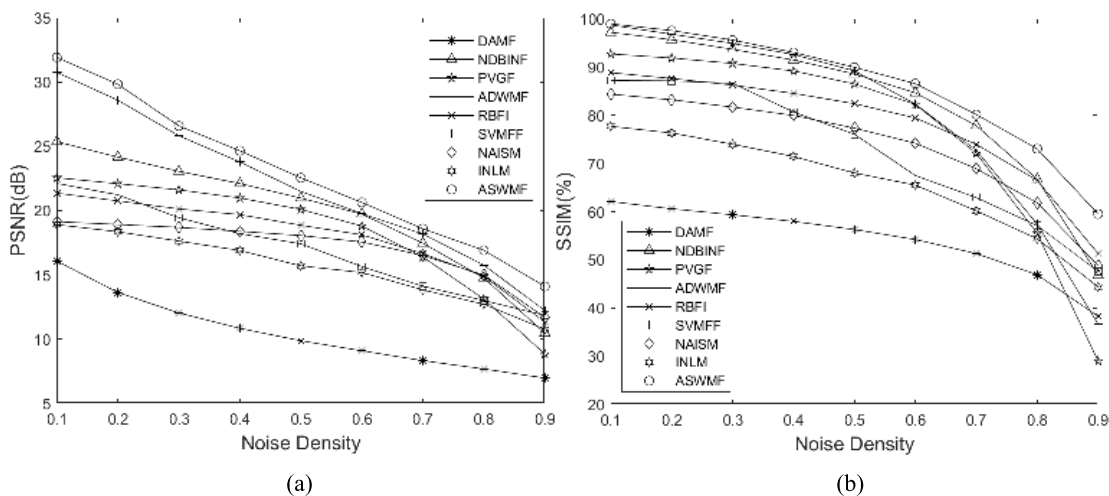 35
30
25
20
15
10
5
PSNR(dB)
0.1 0.2 0.3 0.4 0.5 0.6 0.7 0.8 0.9
Noise Density
DAMF
NDBINF
PVGF
ADWMF
RBFI
SVMFF
NAISM
INLM
ASWMF
(a)
100
90
80
70
60
50
40
30
20
SSIM(%)
0.1 0.2 0.3 0.4 0.5 0.6 0.7 0.8 0.9
Noise Density
DAMF
NDBINF
PVGF
ADWMF
RBFI
SVMFF
NAISM
INLM
ASWMF
(b)